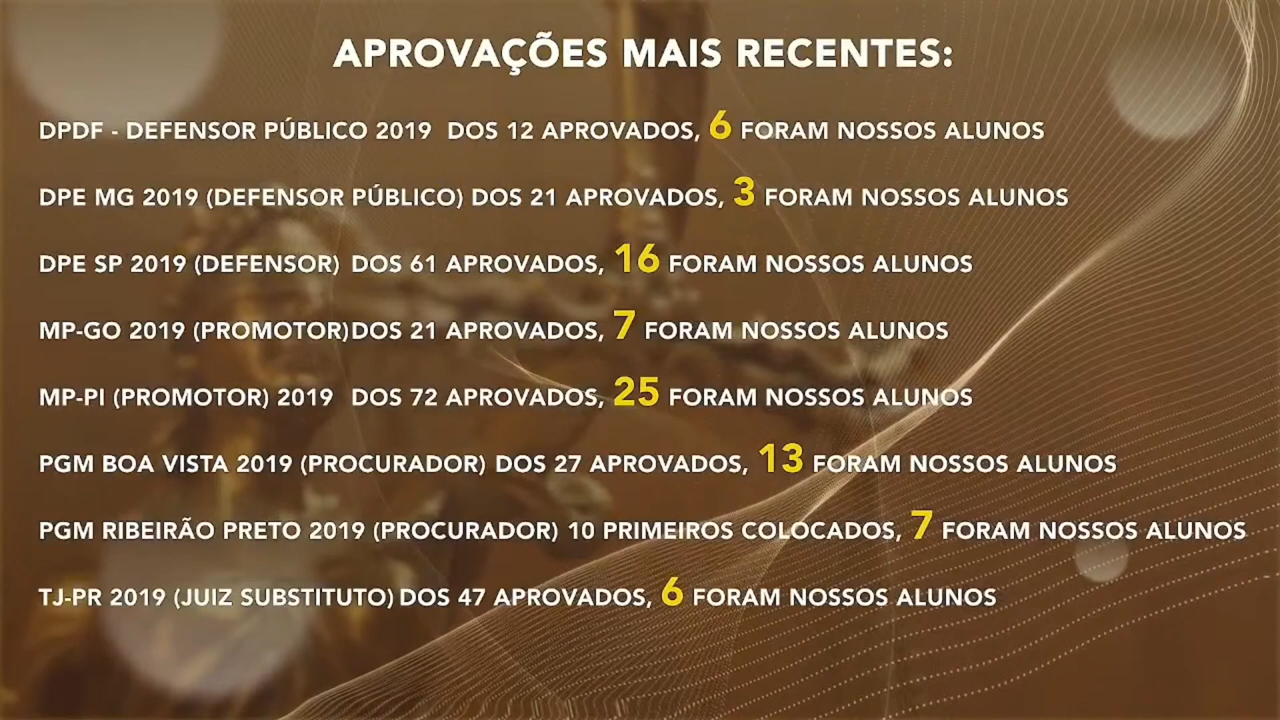 APROVAÇÕES MAIS RECENTES:
DPDF - DEFENSOR PÚBLICO 2019 DOS 12 APROVADOS, 6 FORAM NOSSOS ALUNOS
DPE MG 2019 (DEFENSOR PÚBLICO) DOS 21 APROVADOS, 3 FORAM NOSSOS ALUNOS
DPE SP 2019 (DEFENSOR) DOS 61 APROVADOS, 16 FORAM NOSSOS ALUNOS
MP-GO 2019 (PROMOTOR)DOS 21 APROVADOS, 7 FORAM NOSSOS ALUNOS
MP-PI (PROMOTOR) 2019 DOS 72 APROVADOS, 25 FORAM NOSSOS ALUNOS
PGM BOA VISTA 2019 (PROCURADOR) DOS 27 APROVADOS, 13 FORAM NOSSOS ALUNOS
PGM RIBEIRÃO PRETO 2019 (PROCURADOR) 10 PRIMEIROS COLOCADOS, 7 FORAM NOSSOS ALUNOS
TJ-PR 2019 (JUIZ SUBSTITUTO) DOS 47 APROVADOS, 6 FORAM NOSSOS ALUNOS